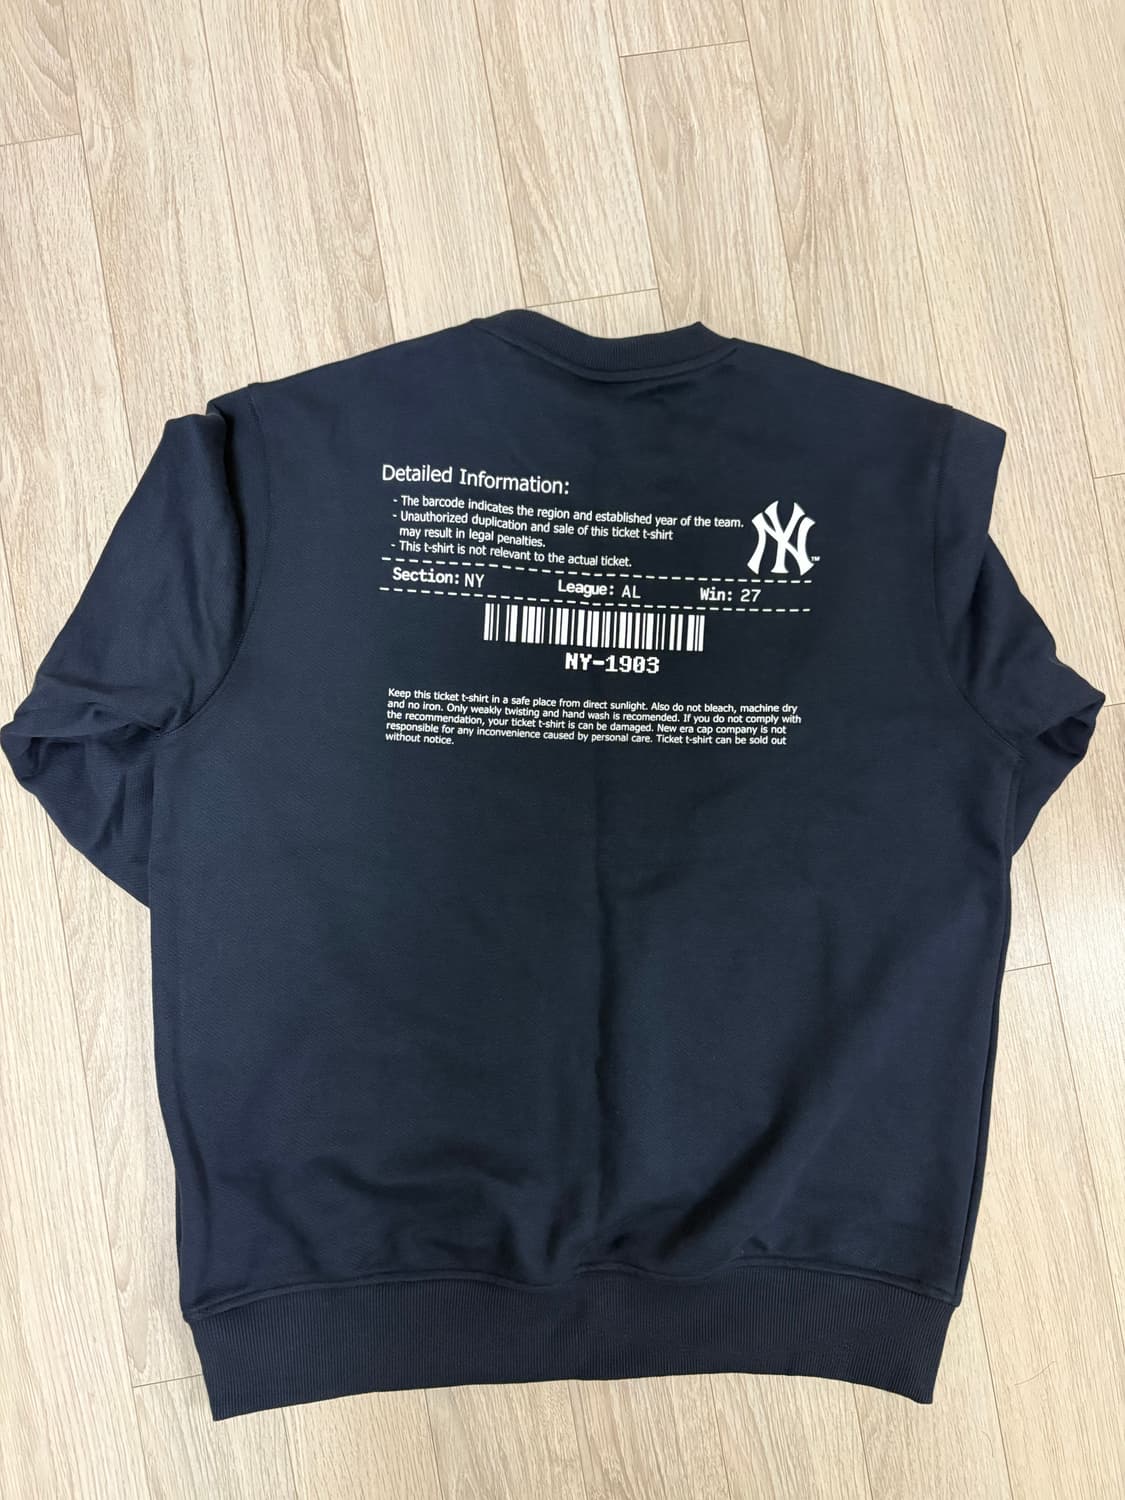 Detailed Information:
- The barcode indicates the region and established year of the team.
- Unauthorized duplication and sale of this ticket t-shirt
may result in legal penalties.
- This t-shirt is not relevant to the actual ticket.
NY™
Section: NY League: AL Win: 27
NY-1903
Keep this ticket t-shirt in a safe place from direct sunlight. Also do not bleach, machine dry
and no iron. Only weakly twisting and hand wash is recomended. If you do not comply with
the recommendation, your ticket t-shirt is can be damaged. New era cap company is not
responsible for any inconvenience caused by personal care. Ticket t-shirt can be sold out
without notice.